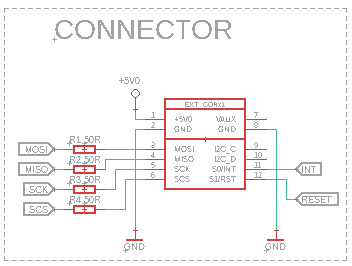 CONNECTOR
+5V0
EXT COMx1
1 +5V0 VAUX 7
2 GND GND 8
MOSI R1 50R 3 MOSI I2C_C 9
MISO R2 50R 4 MISO I2C_D 10
SCK R3 50R 5 SCK S0/INT 11 INT
SCS R4 50R 6 SCS S1/RST 12 RESET
GND GND